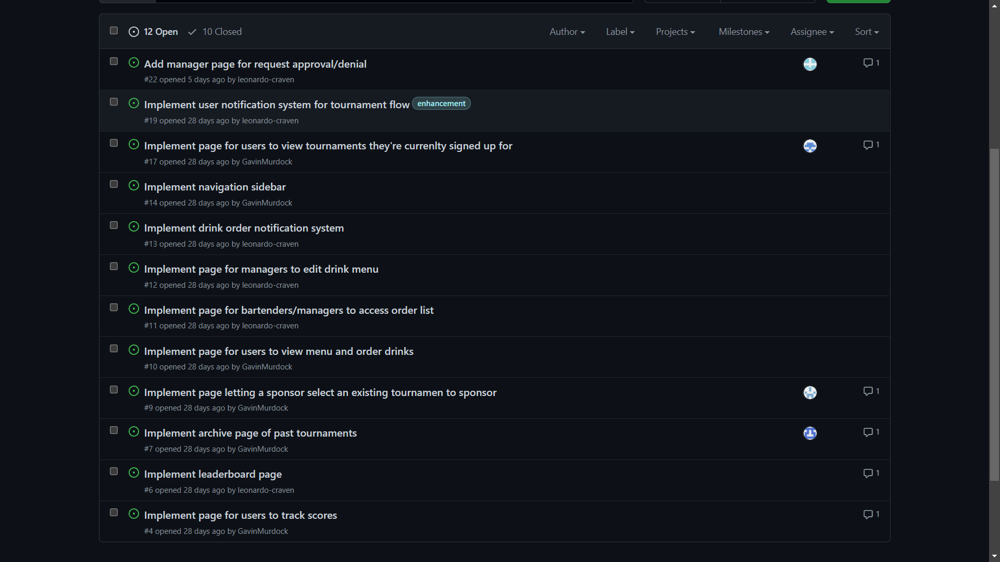 12 Open 10 Closed Author Label Projects Milestones Assignee Sort
Add manager page for request approval/denial 1
#22 opened 5 days ago by leonardo-craven
Implement user notification system for tournament flow enhancement
#19 opened 28 days ago by leonardo-craven
Implement page for users to view tournaments they're currenlty signed up for 1
#17 opened 28 days ago by GavinMurdock
Implement navigation sidebar
#14 opened 28 days ago by GavinMurdock
Implement drink order notification system
#13 opened 28 days ago by leonardo-craven
Implement page for managers to edit drink menu
#12 opened 28 days ago by leonardo-craven
Implement page for bartenders/managers to access order list
#11 opened 28 days ago by leonardo-craven
Implement page for users to view menu and order drinks
#10 opened 28 days ago by GavinMurdock
Implement page letting a sponsor select an existing tournamen to sponsor 1
#9 opened 28 days ago by GavinMurdock
Implement archive page of past tournaments 1
#7 opened 28 days ago by GavinMurdock
Implement leaderboard page 1
#6 opened 28 days ago by leonardo-craven
Implement page for users to track scores 1
#4 opened 28 days ago by GavinMurdock